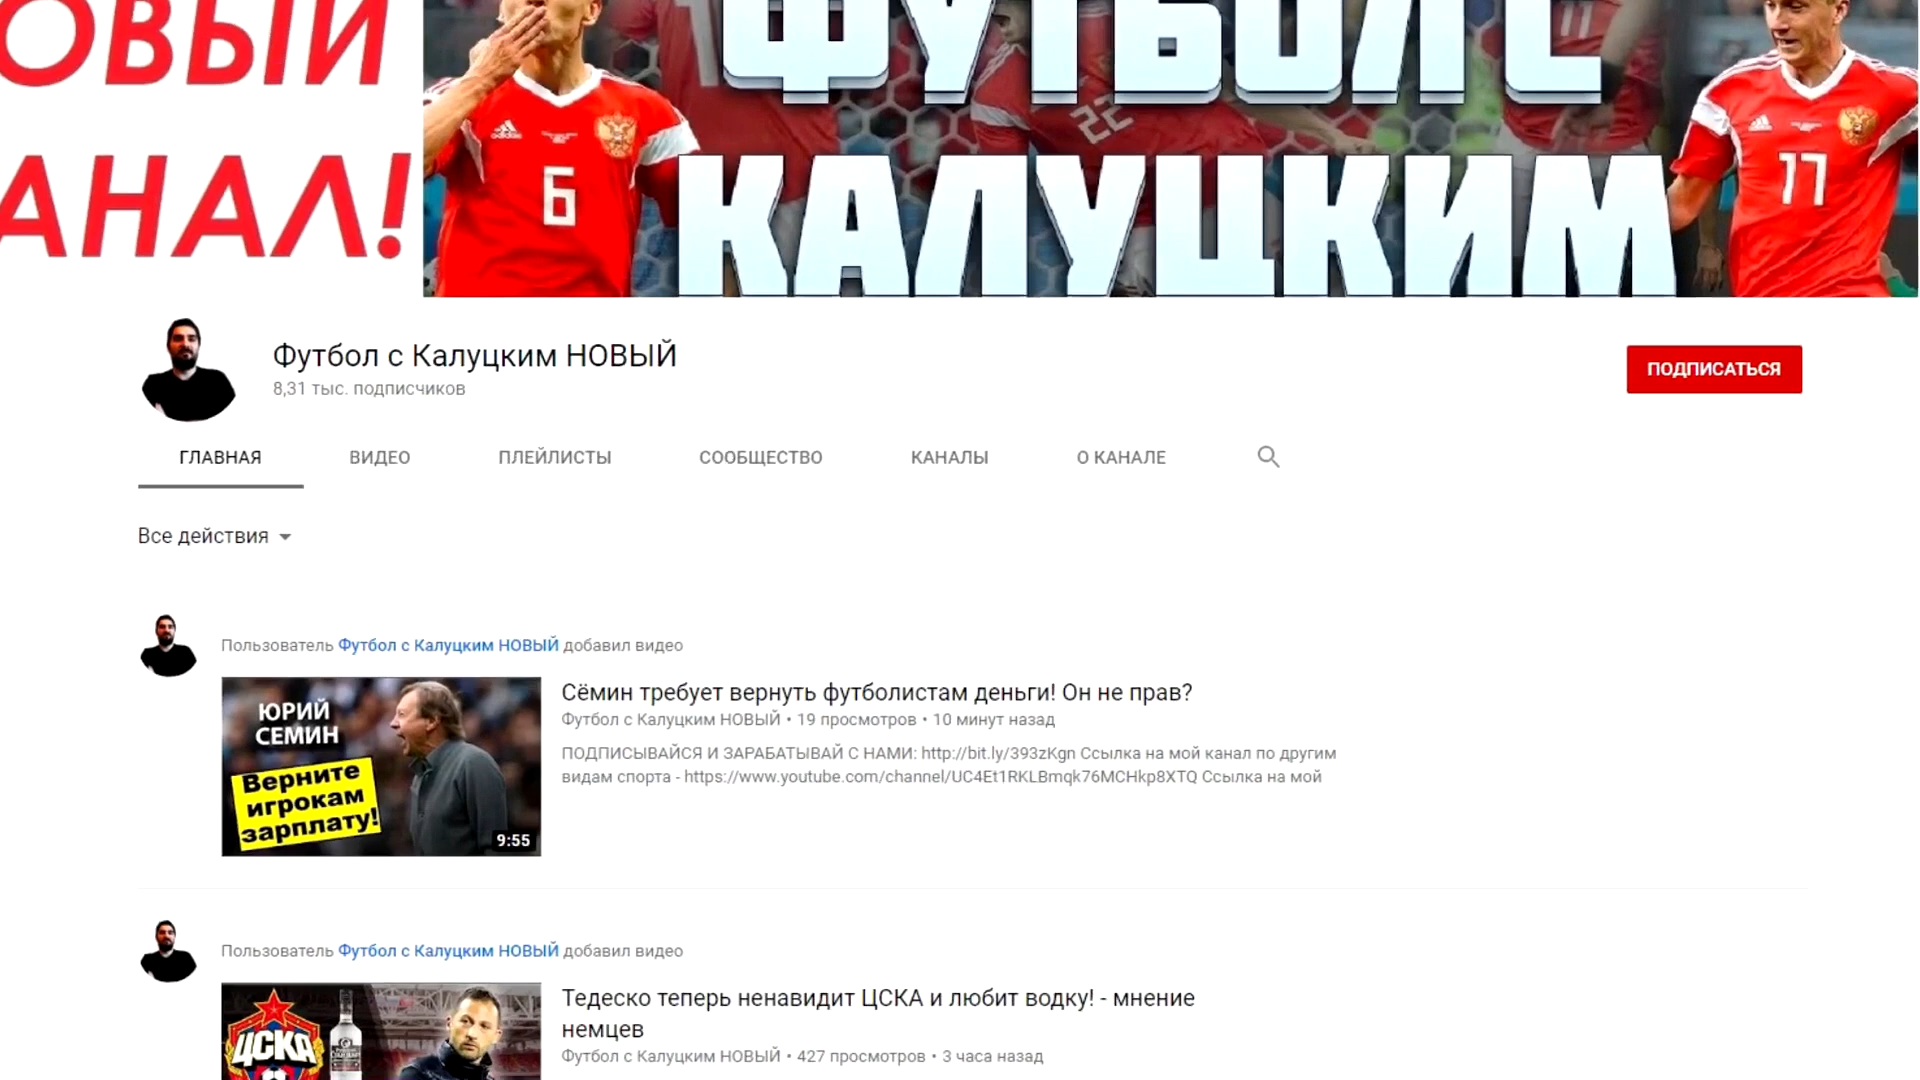 ОВЫЙ
АНАЛ!
ФУТБОЛ С
КАЛУЦКИМ
adidas
6
22
11
17
Футбол с Калуцким НОВЫЙ
8,31 тыс. подписчиков
ПОДПИСАТЬСЯ
ГЛАВНАЯ
ВИДЕО
ПЛЕЙЛИСТЫ
СООБЩЕСТВО
КАНАЛЫ
О КАНАЛЕ
Все действия
Пользователь Футбол с Калуцким НОВЫЙ добавил видео
ЮРИЙ
СЕМИН
Верните
игрокам
зарплату!
9:55
Сёмин требует вернуть футболистам деньги! Он не прав?
Футбол с Калуцким НОВЫЙ • 19 просмотров • 10 минут назад
ПОДПИСЫВАЙСЯ И ЗАРАБАТЫВАЙ С НАМИ: http://bit.ly/393zKgn Ссылка на мой канал по другим
видам спорта - https://www.youtube.com/channel/UC4Et1RKLBmqk76MCHkp8XTQ Ссылка на мой
Пользователь Футбол с Калуцким НОВЫЙ добавил видео
ЦСКА
Тедеско теперь ненавидит ЦСКА и любит водку! - мнение
немцев
Футбол с Калуцким НОВЫЙ • 427 просмотров • 3 часа назад